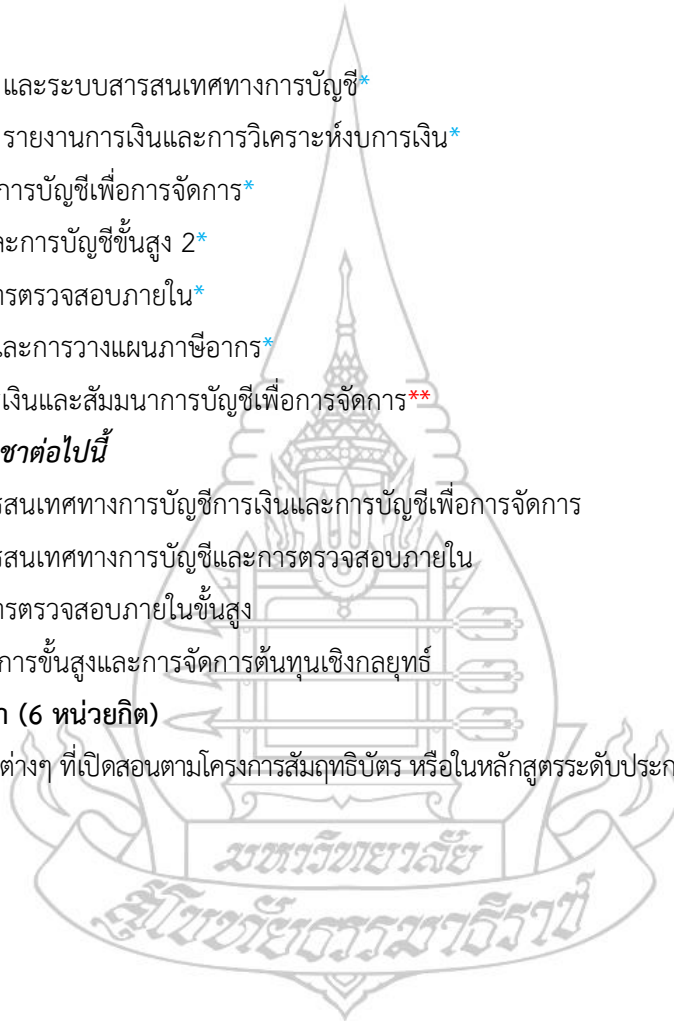 และระบบสารสนเทศทางการบัญชี*
รายงานการเงินและการวิเคราะห์งบการเงิน*
การบัญชีเพื่อการจัดการ*
ละการบัญชีขั้นสูง 2*
ารตรวจสอบภายใน*
และการวางแผนภาษีอากร*
เงินและสัมมนาการบัญชีเพื่อการจัดการ**
ชาต่อไปนี้
รสนเทศทางการบัญชีการเงินและการบัญชีเพื่อการจัดการ
รสนเทศทางการบัญชีและการตรวจสอบภายใน
ารตรวจสอบภายในขั้นสูง
การขั้นสูงและการจัดการต้นทุนเชิงกลยุทธ์
า (6 หน่วยกิต)
ต่างๆ ที่เปิดสอนตามโครงการสัมฤทธิบัตร หรือในหลักสูตรระดับประก
มหาวิทยาลัย
สุโขทัยธรรมาธิราช